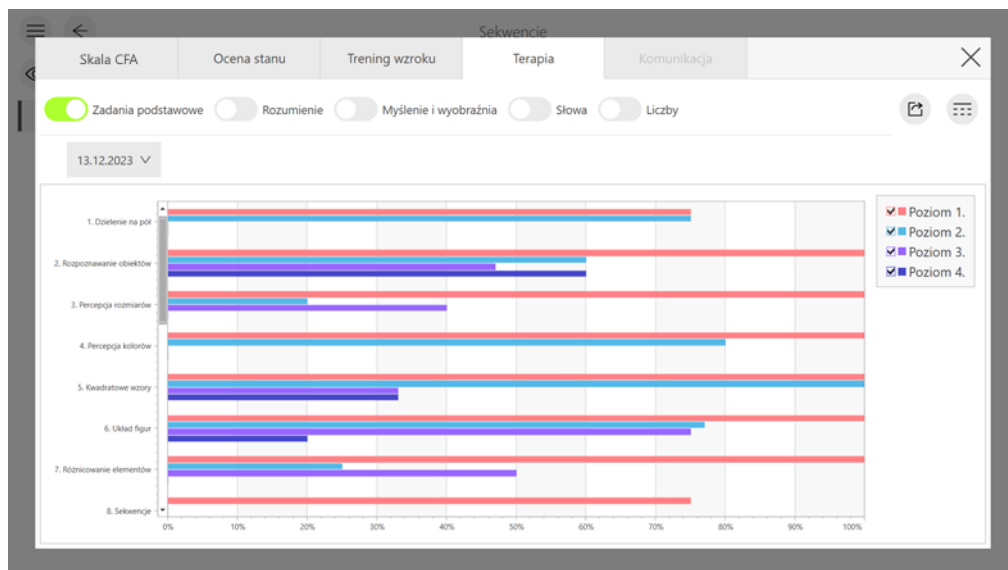 Sekwencje
Skala CFA
Ocena stanu
Trening wzroku
Terapia
Komunikacja
Zadania podstawowe
Rozumienie
Myślenie i wyobraźnia
Słowa
Liczby
13.12.2023
1. Dzielenie na pół
2. Rozpoznawanie obiektów
3. Percepcja rozmiarów
4. Percepcja kolorów
5. Kwadratowe wzory
6. Układ figur
7. Różnicowanie elementów
8. Sekwencje
0% 10% 20% 30% 40% 50% 60% 70% 80% 90% 100%
Poziom 1.
Poziom 2.
Poziom 3.
Poziom 4.